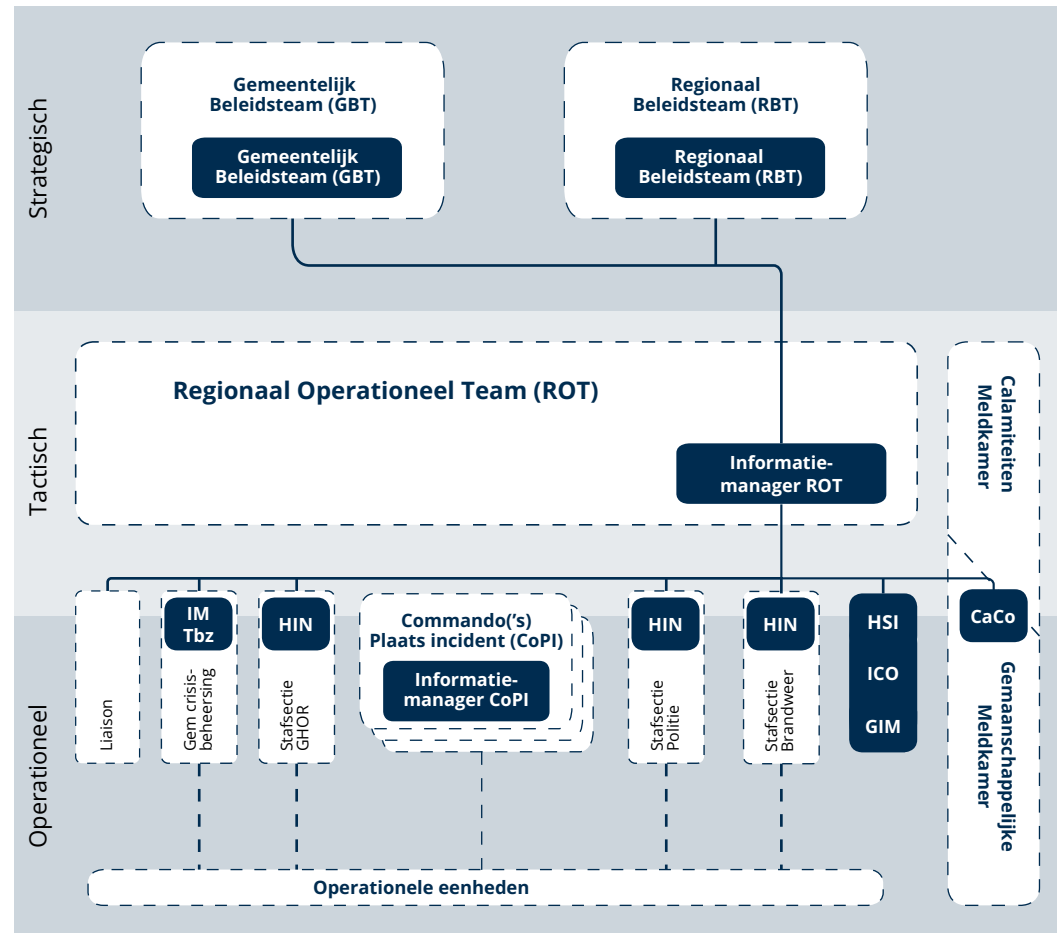 Strategisch
Gemeentelijk
Beleidsteam (GBT)
Gemeentelijk
Beleidsteam (GBT)
Regionaal
Beleidsteam (RBT)
Regionaal
Beleidsteam (RBT)
Tactisch
Regionaal Operationeel Team (ROT)
Informatie-
manager ROT
Calamiteiten
Meldkamer
Operationeel
Liaison
IM
Tbz
Gem crisis-
beheersing
HIN
Stafsectie
GHOR
Commando('s)
Plaats incident (CoPI)
Informatie-
manager CoPI
HIN
Stafsectie
Politie
HIN
Stafsectie
Brandweer
HSI
ICO
GIM
CaCo
Gemaanschappelijke
Meldkamer
Operationele eenheden